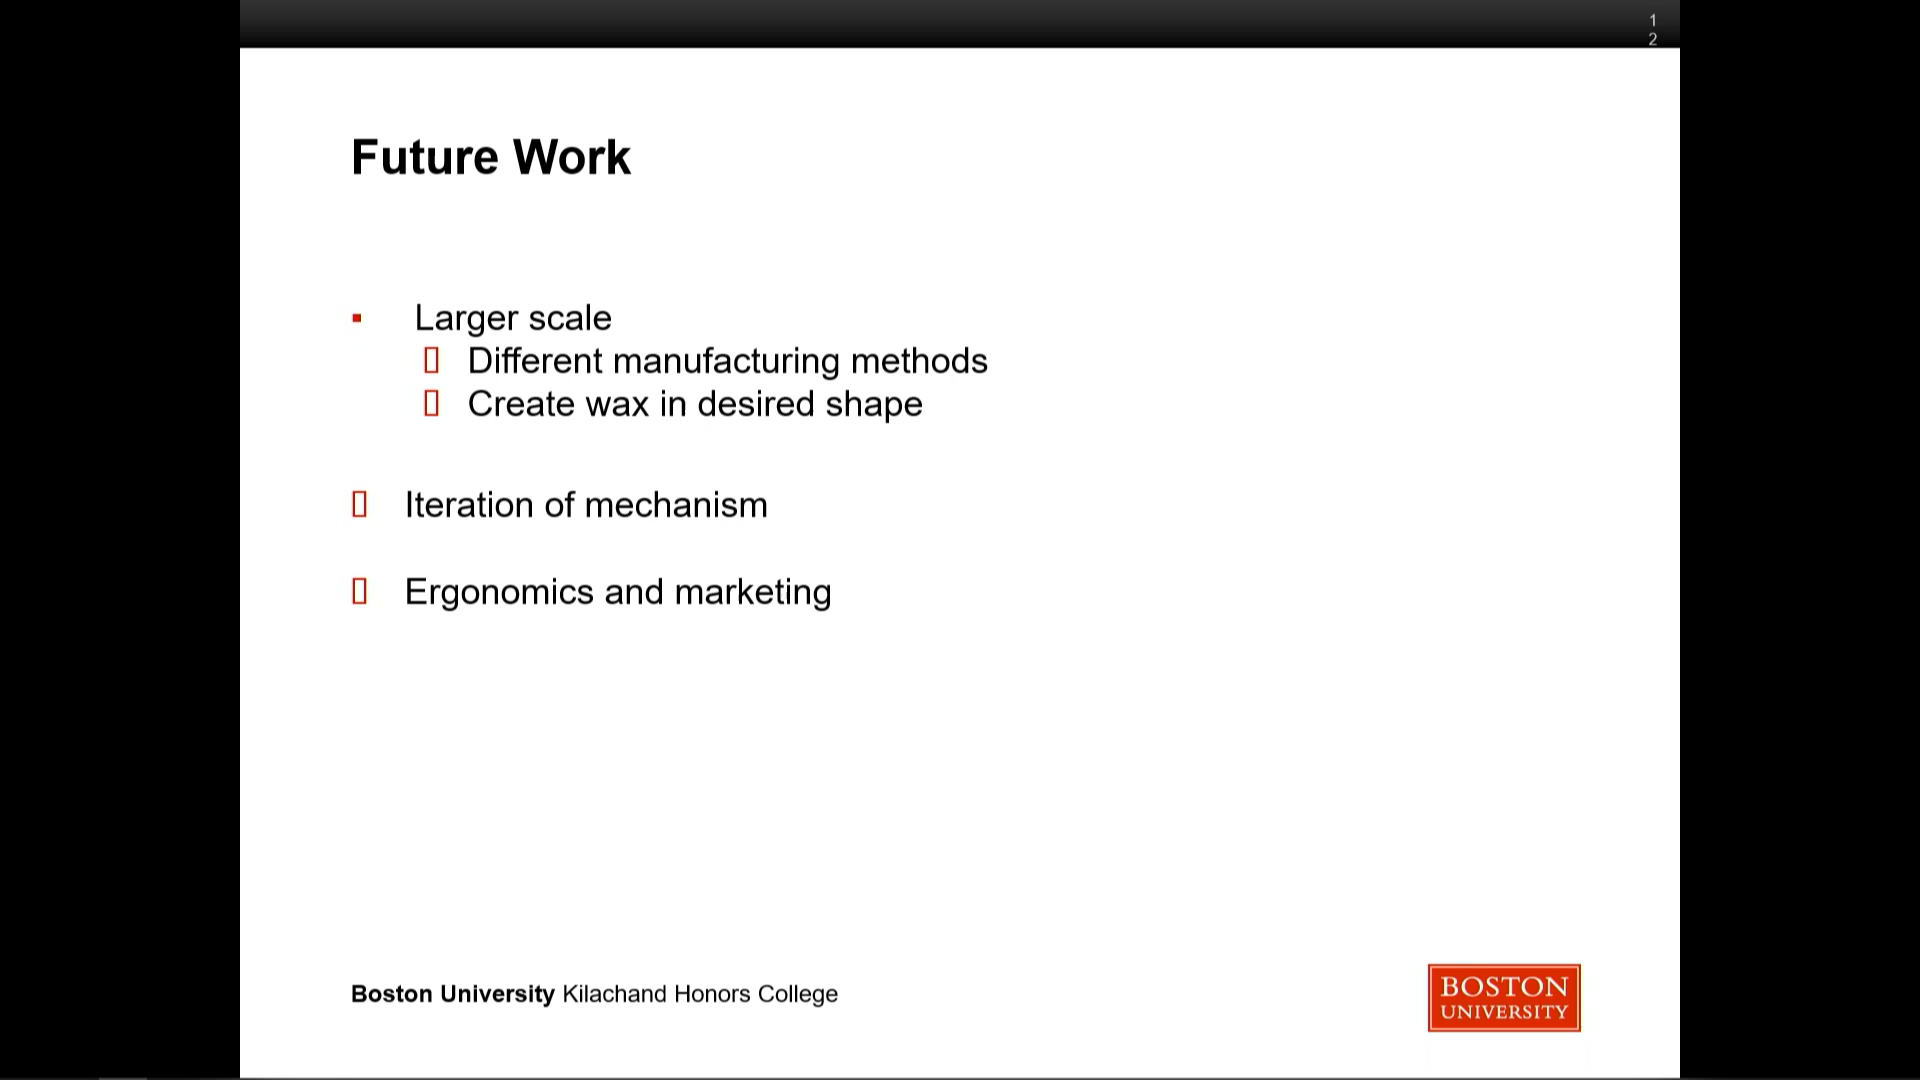 1
2
Future Work
▪ Larger scale
Different manufacturing methods
Create wax in desired shape
Iteration of mechanism
Ergonomics and marketing
Boston University Kilachand Honors College
BOSTON
UNIVERSITY